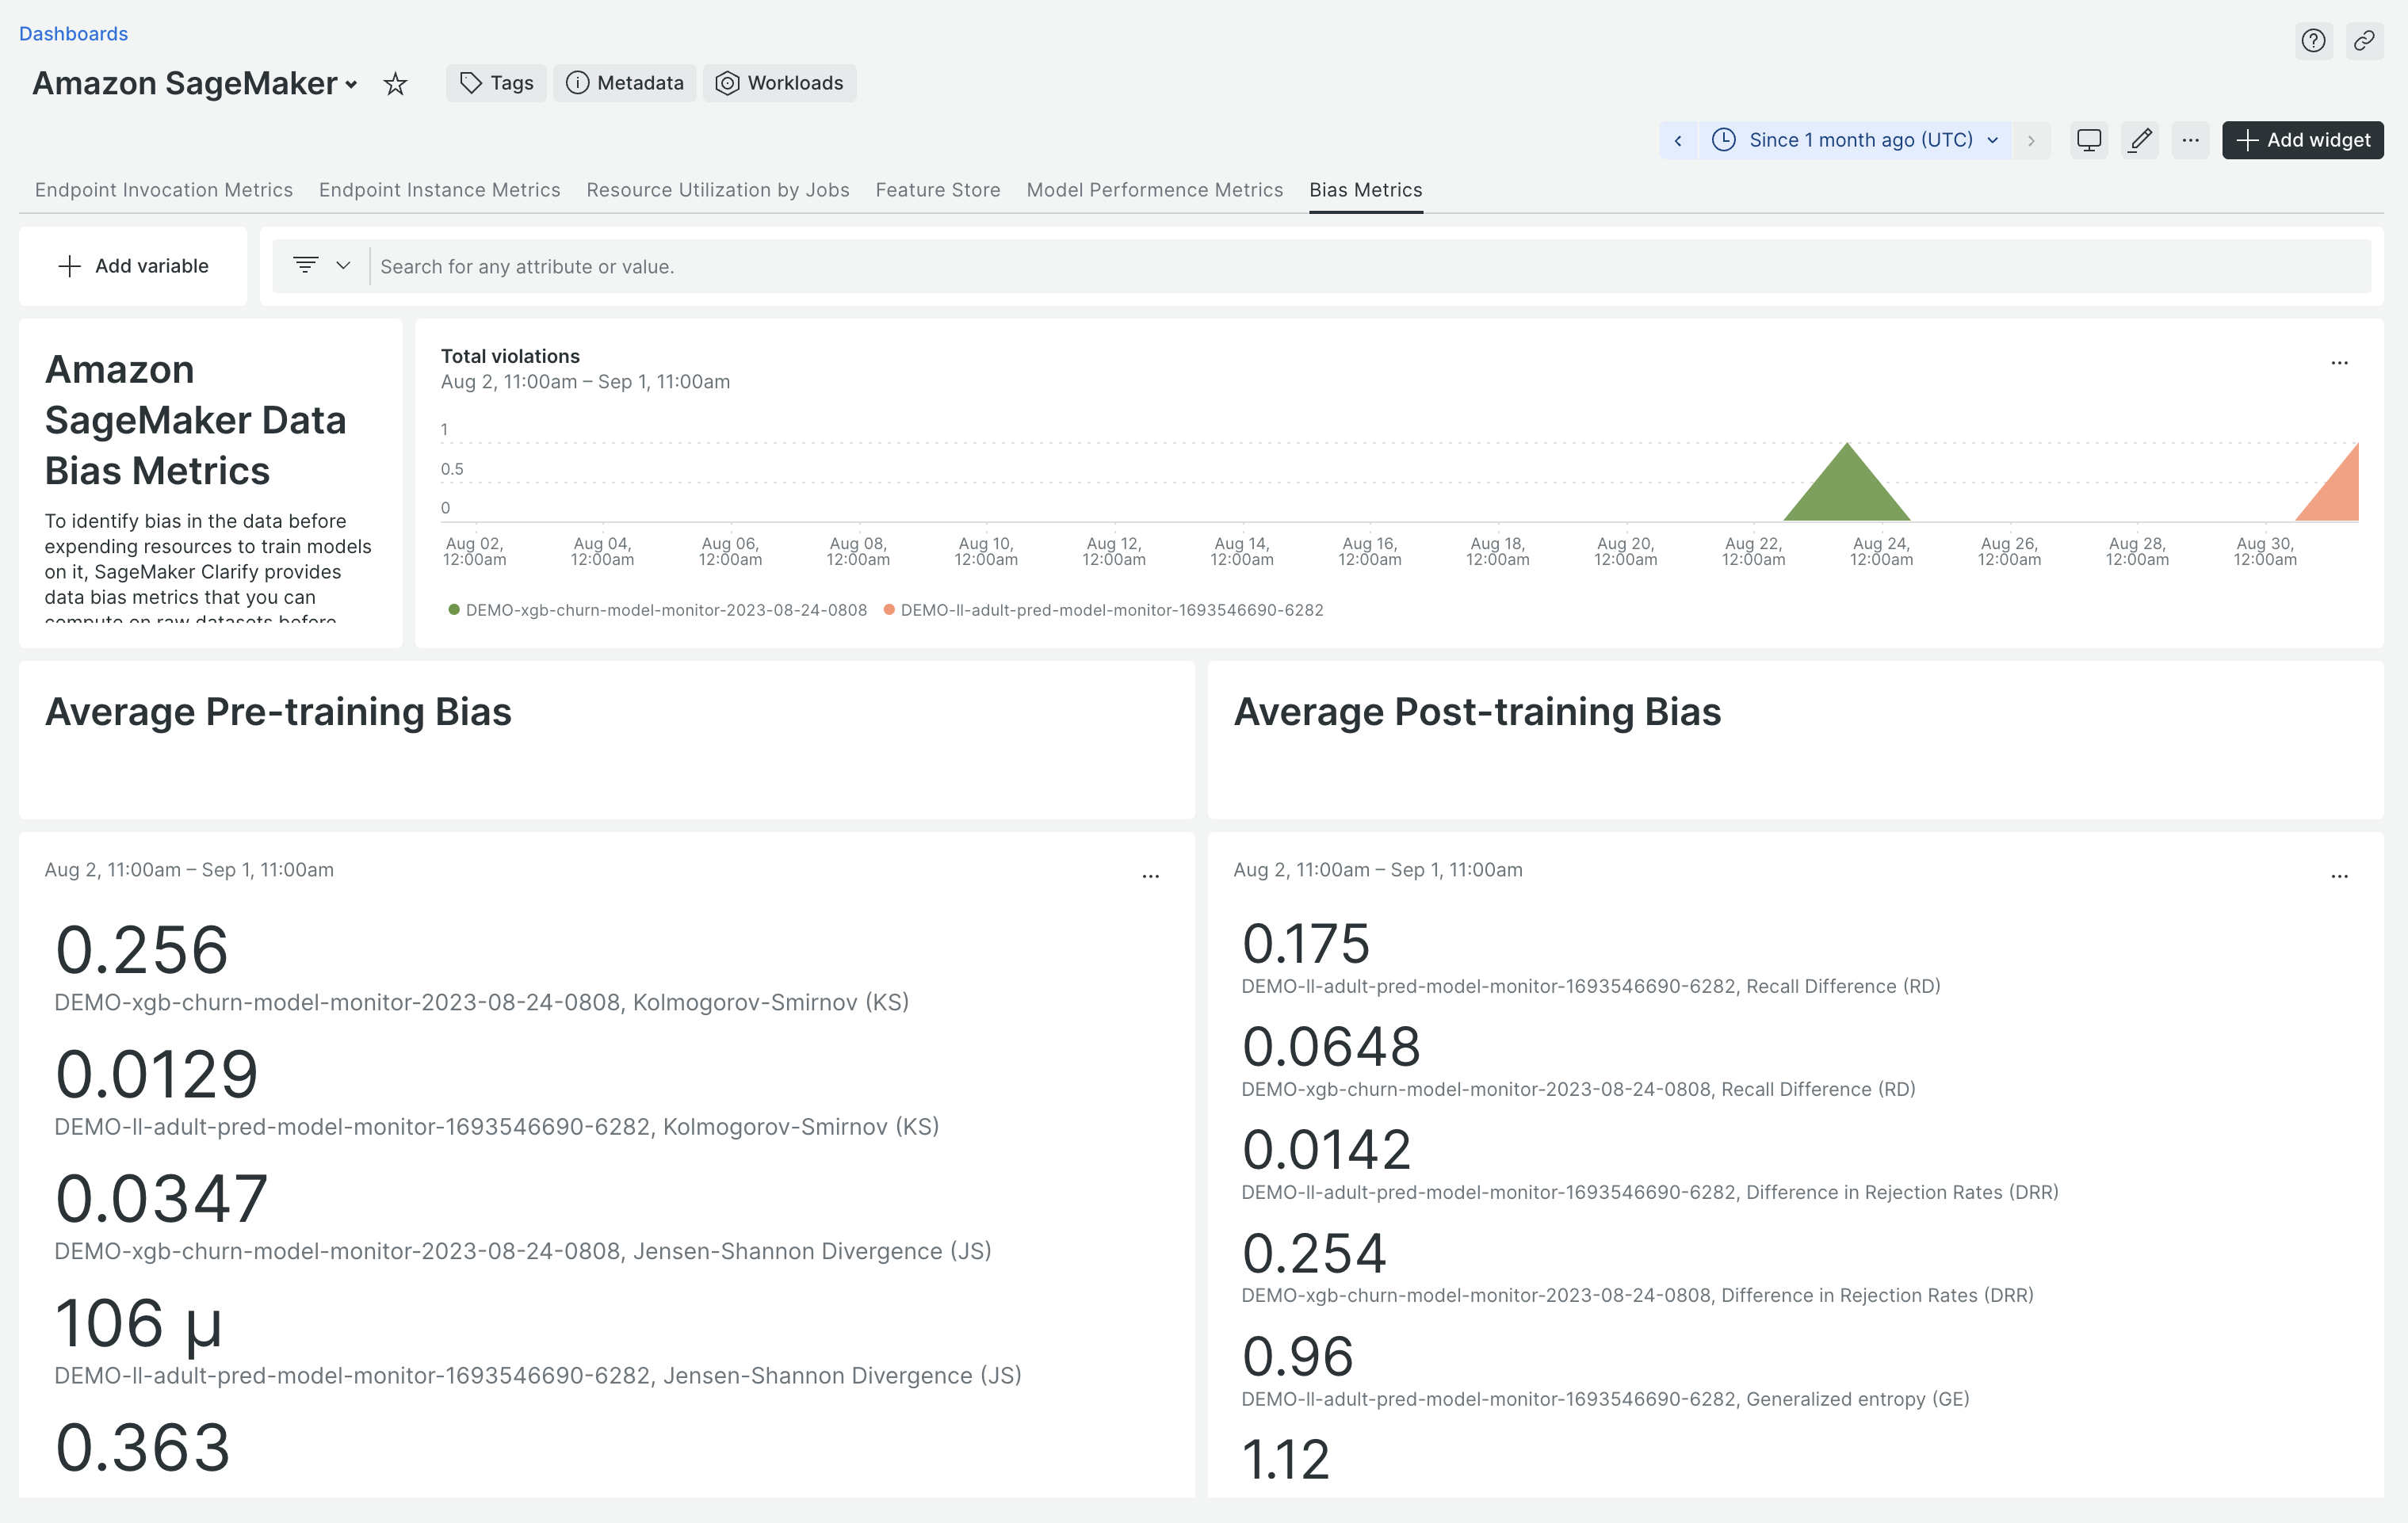 Dashboards
Amazon SageMaker
Tags
Metadata
Workloads
Since 1 month ago (UTC)
Add widget
Endpoint Invocation Metrics
Endpoint Instance Metrics
Resource Utilization by Jobs
Feature Store
Model Performence Metrics
Bias Metrics
Add variable
Search for any attribute or value.
Amazon
SageMaker Data
Bias Metrics
To identify bias in the data before
expending resources to train models
on it, SageMaker Clarify provides
data bias metrics that you can
compute on raw datasets before
Total violations
Aug 2, 11:00am – Sep 1, 11:00am
1
0.5
0
Aug 02, 12:00am
Aug 04, 12:00am
Aug 06, 12:00am
Aug 08, 12:00am
Aug 10, 12:00am
Aug 12, 12:00am
Aug 14, 12:00am
Aug 16, 12:00am
Aug 18, 12:00am
Aug 20, 12:00am
Aug 22, 12:00am
Aug 24, 12:00am
Aug 26, 12:00am
Aug 28, 12:00am
Aug 30, 12:00am
DEMO-xgb-churn-model-monitor-2023-08-24-0808
DEMO-ll-adult-pred-model-monitor-1693546690-6282
Average Pre-training Bias
Average Post-training Bias
Aug 2, 11:00am – Sep 1, 11:00am
0.256
DEMO-xgb-churn-model-monitor-2023-08-24-0808, Kolmogorov-Smirnov (KS)
0.0129
DEMO-ll-adult-pred-model-monitor-1693546690-6282, Kolmogorov-Smirnov (KS)
0.0347
DEMO-xgb-churn-model-monitor-2023-08-24-0808, Jensen-Shannon Divergence (JS)
106 µ
DEMO-ll-adult-pred-model-monitor-1693546690-6282, Jensen-Shannon Divergence (JS)
0.363
Aug 2, 11:00am – Sep 1, 11:00am
0.175
DEMO-ll-adult-pred-model-monitor-1693546690-6282, Recall Difference (RD)
0.0648
DEMO-xgb-churn-model-monitor-2023-08-24-0808, Recall Difference (RD)
0.0142
DEMO-ll-adult-pred-model-monitor-1693546690-6282, Difference in Rejection Rates (DRR)
0.254
DEMO-xgb-churn-model-monitor-2023-08-24-0808, Difference in Rejection Rates (DRR)
0.96
DEMO-ll-adult-pred-model-monitor-1693546690-6282, Generalized entropy (GE)
1.12